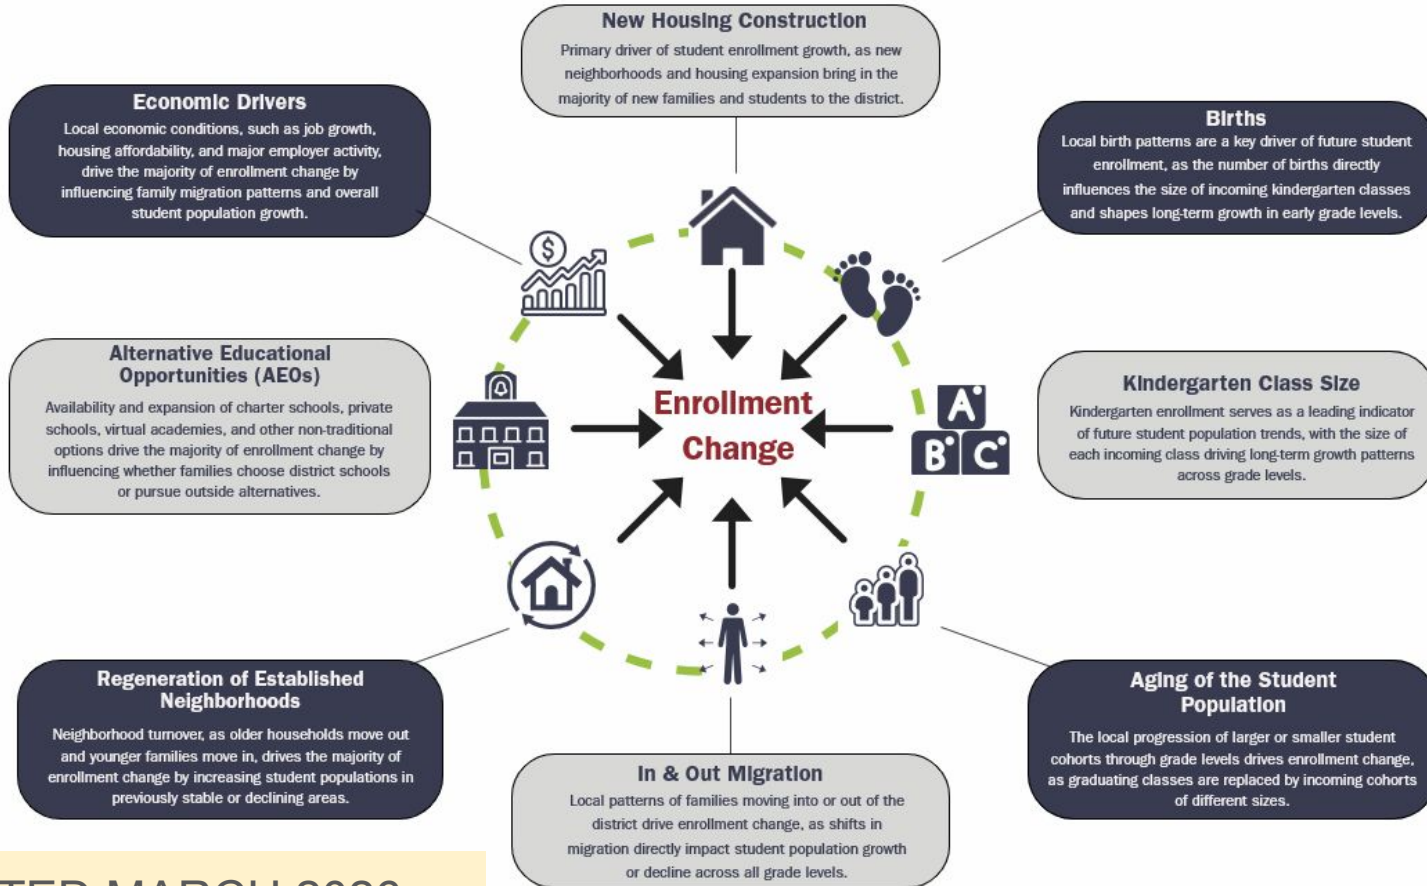 New Housing Construction
Primary driver of student enrollment growth, as new
neighborhoods and housing expansion bring in the
majority of new families and students to the district.
Economic Drivers
Local economic conditions, such as job growth,
housing affordability, and major employer activity,
drive the majority of enrollment change by
influencing family migration patterns and overall
student population growth.
Births
Local birth patterns are a key driver of future student
enrollment, as the number of births directly
influences the size of incoming kindergarten classes
and shapes long-term growth in early grade levels.
$
Alternative Educational
Opportunities (AEOs)
Availability and expansion of charter schools, private
schools, virtual academies, and other non-traditional
options drive the majority of enrollment change by
influencing whether families choose district schools
or pursue outside alternatives.
Enrollment
Change
A
B C
Kindergarten Class Size
Kindergarten enrollment serves as a leading indicator
of future student population trends, with the size of
each incoming class driving long-term growth patterns
across grade levels.
Regeneration of Established
Neighborhoods
Neighborhood turnover, as older households move out
and younger families move in, drives the majority of
enrollment change by increasing student populations in
previously stable or declining areas.
In & Out Migration
Local patterns of families moving into or out of the
district drive enrollment change, as shifts in
migration directly impact student population growth
or decline across all grade levels.
Aging of the Student
Population
The local progression of larger or smaller student
cohorts through grade levels drives enrollment change,
as graduating classes are replaced by incoming cohorts
of different sizes.